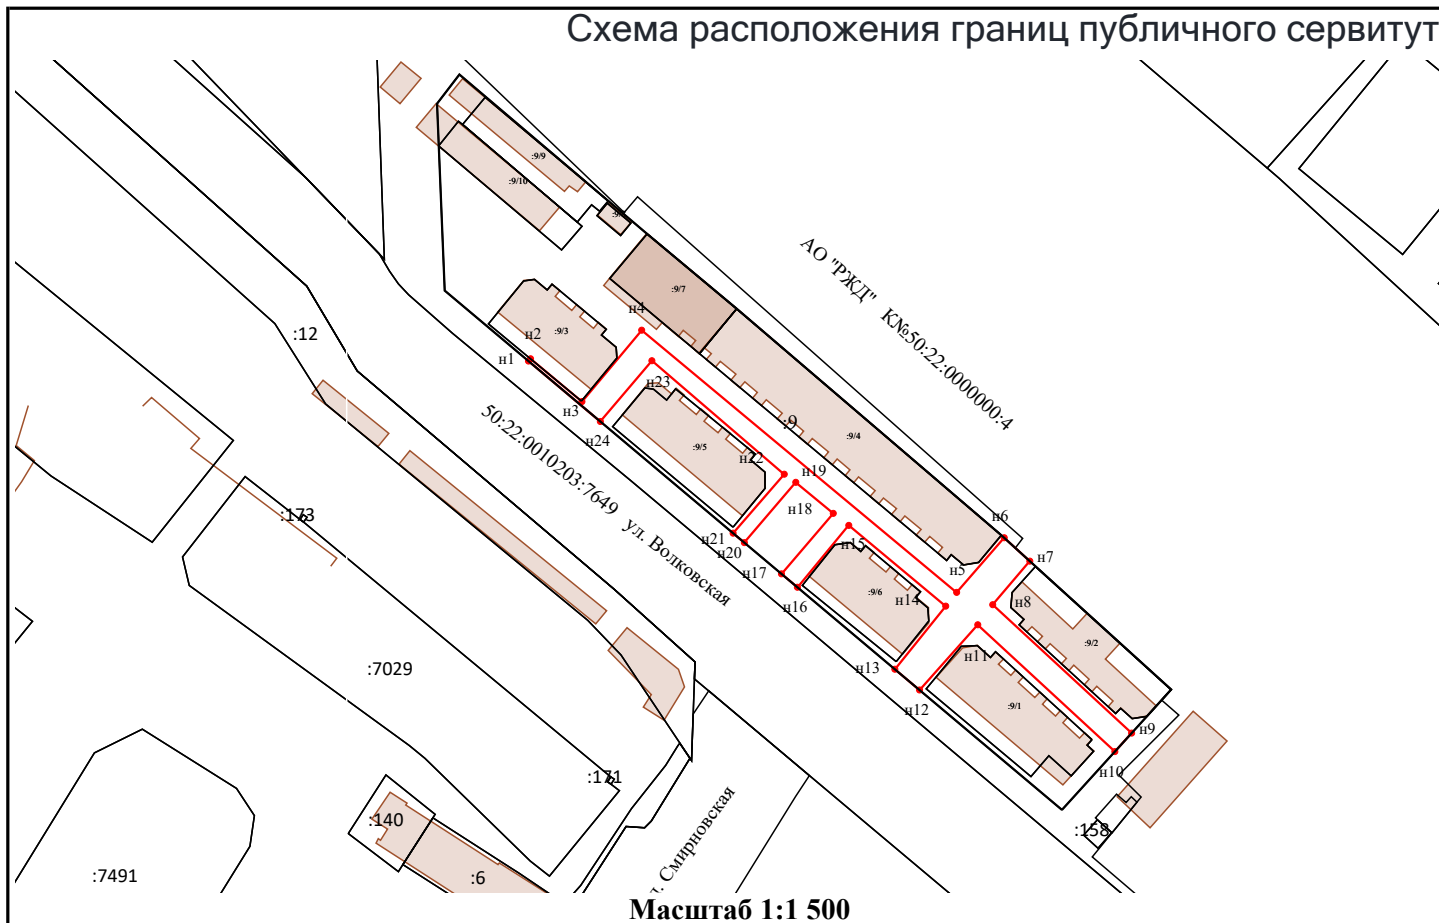 Схема расположения границ публичного сервитут
:9/9
:9/10
АО "РЖД" К№50:22:0000000:4
:9/7
н4
:9/3
:12
н2
н1
н23
н3
н24
:9
:9/4
:9/5
50:22:0010203:7649 ул. Волковская
н22
н19
н18
:173
н6
н21
н20
н15
н7
н17
н5
:9/6
н16
н14
н8
н11
:9/2
:7029
н13
н12
:9/1
н9
н10
:171
:140
:158
:7491
:6
Смирновская
Масштаб 1:1 500